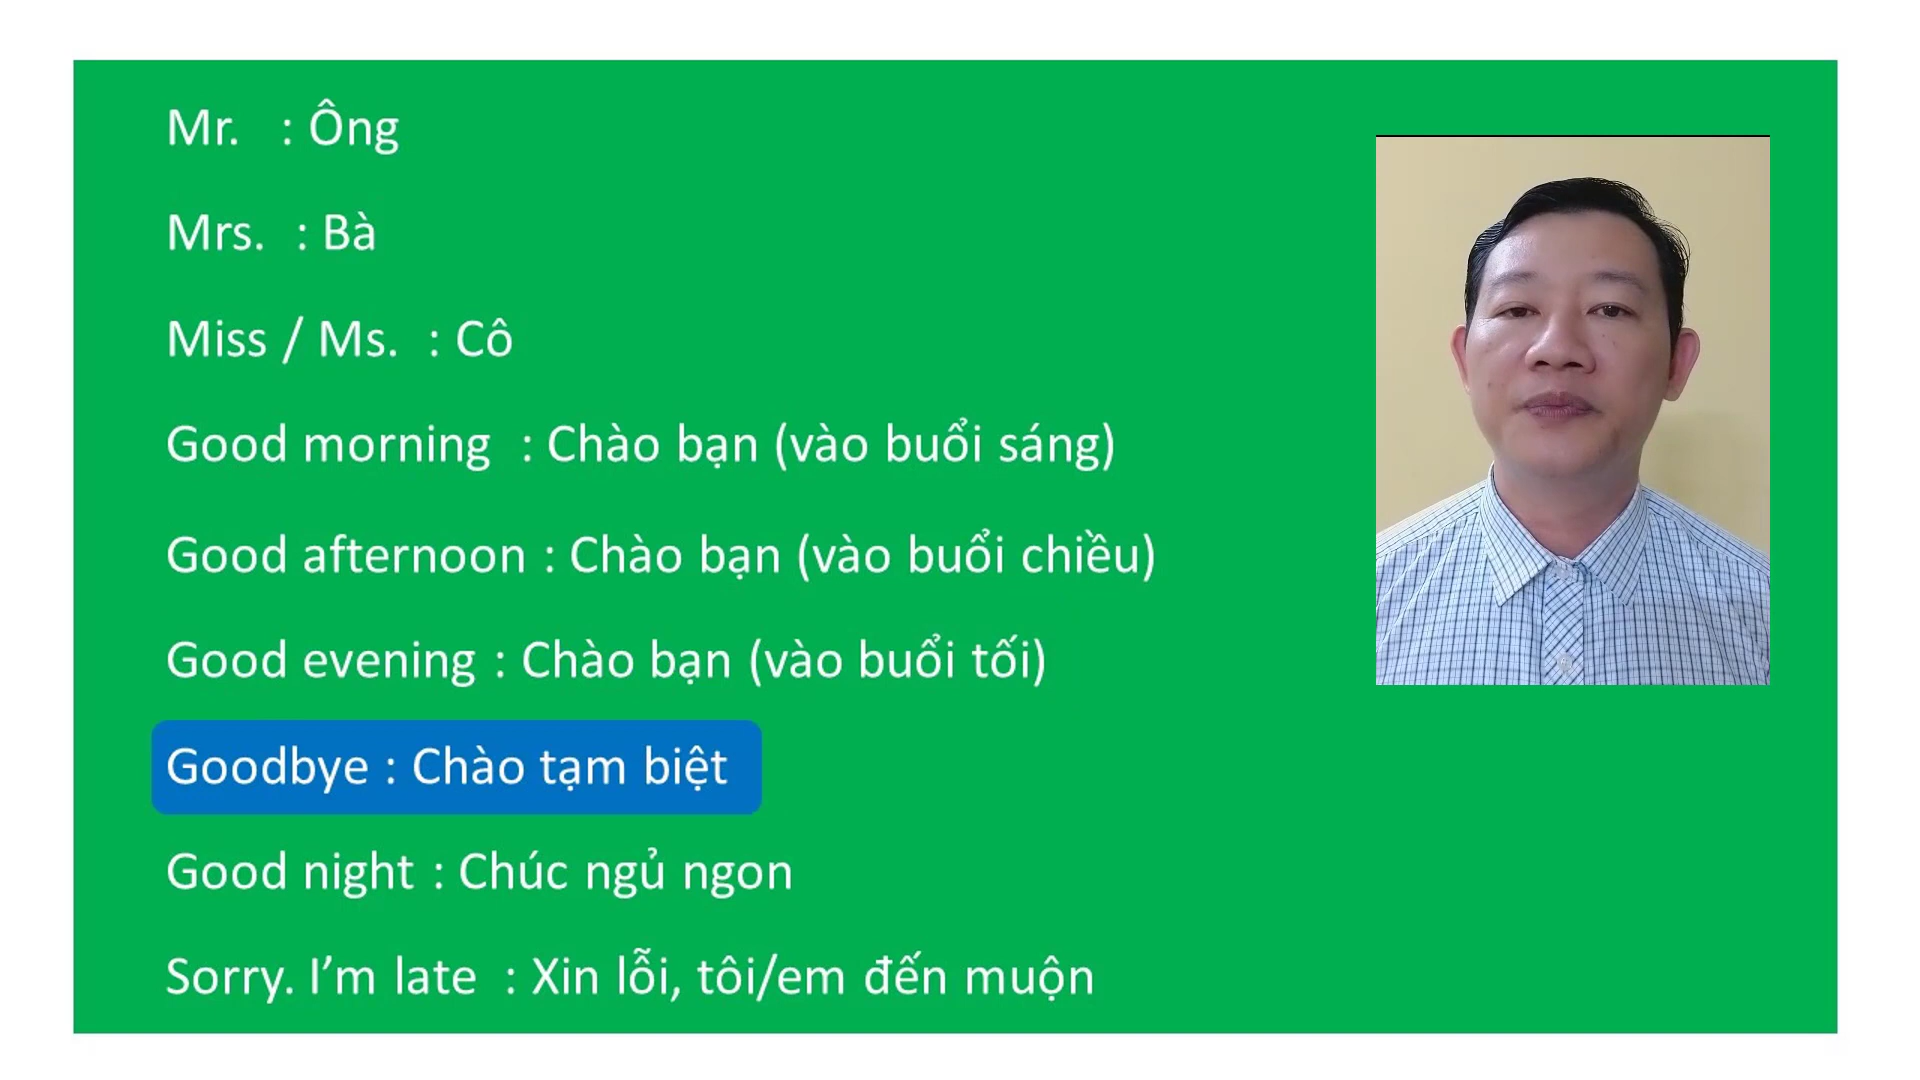 Mr. : Ông
Mrs. : Bà
Miss / Ms. : Cô
Good morning : Chào bạn (vào buổi sáng)
Good afternoon : Chào bạn (vào buổi chiều)
Good evening : Chào bạn (vào buổi tối)
Goodbye : Chào tạm biệt
Good night : Chúc ngủ ngon
Sorry. I’m late : Xin lỗi, tôi/em đến muộn